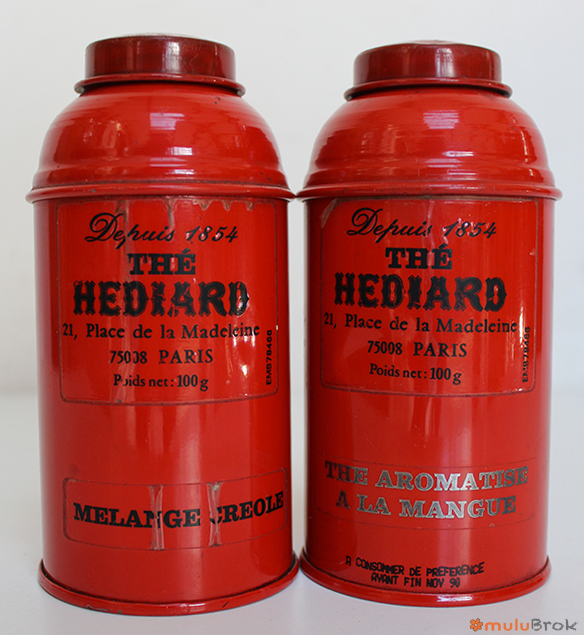 Depuis 1854
THÉ
HEDIARD
21, Place de la Madeleine
75008 PARIS
Poids net : 100 g
EMB78466
MELANGE CREOLE
Depuis 1854
THÉ
HEDIARD
21, Place de la Madeleine
75008 PARIS
Poids net : 100 g
EMB78466
THE AROMATISE
A LA MANGUE
A CONSOMMER DE PREFERENCE
AVANT FIN NOV 90
muluBrok